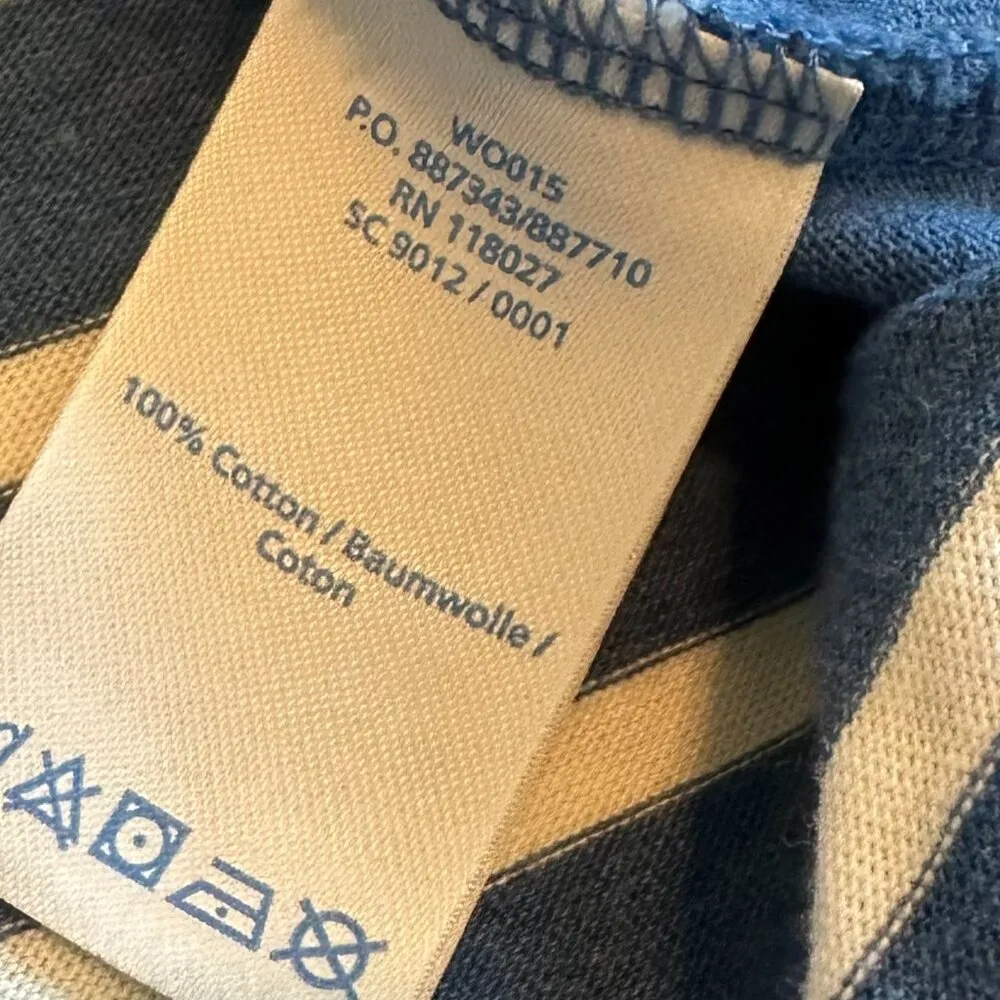 WO015
P.O. 887343/887710
RN 118027
SC 9012 / 0001
100% Cotton / Baumwolle /
Coton